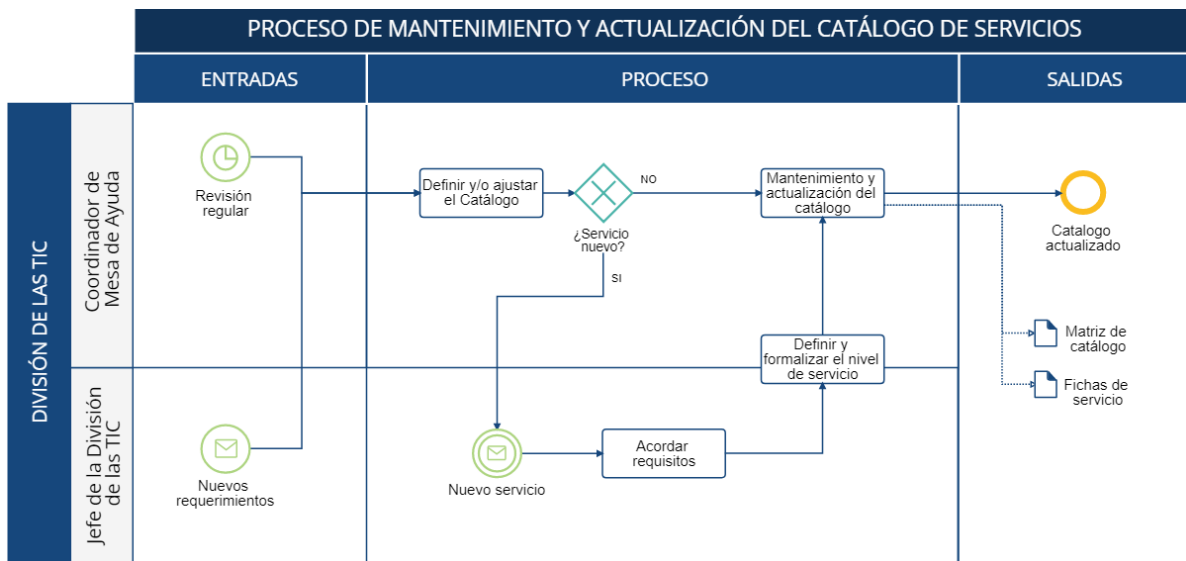 PROCESO DE MANTENIMIENTO Y ACTUALIZACIÓN DEL CATÁLOGO DE SERVICIOS
ENTRADAS
PROCESO
SALIDAS
DIVISIÓN DE LAS TIC
Coordinador de
Mesa de Ayuda
Revisión
regular
Definir y/o ajustar
el Catálogo
¿Servicio
nuevo?
NO
SI
Mantenimiento y
actualización del
catálogo
Catalogo
actualizado
Matriz de
catálogo
Fichas de
servicio
Definir y
formalizar el nivel
de servicio
Jefe de la División
de las TIC
Nuevos
requerimientos
Nuevo servicio
Acordar
requisitos